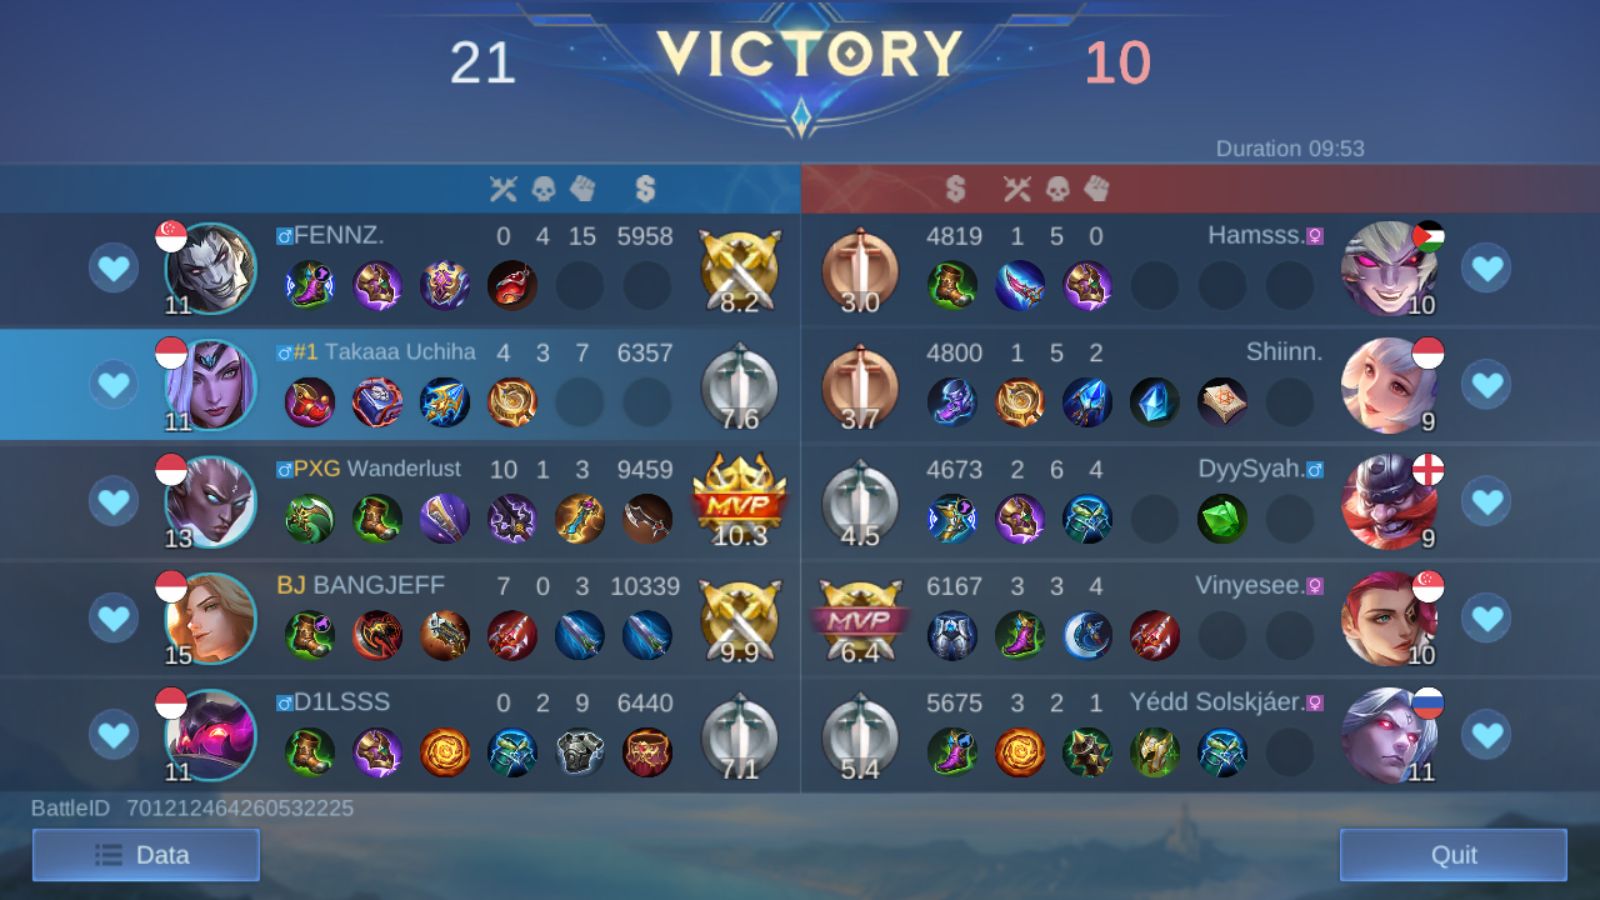 21 VICTORY 10
Duration 09:53
FENNZ. 0 4 15 5958
11 8.2
4819 1 5 0 Hamsss.
3.0 10
#1 Takaaa Uchiha 4 3 7 6357
11 7.6
4800 1 5 2 Shiinn.
3.7 9
PXG Wanderlust 10 1 3 9459
MVP
13 10.3
4673 2 6 4 DyySyah.
4.5 9
BJ BANGJEFF 7 0 3 10339
15 9.9
6167 3 3 4 Vinyesee.
MVP
6.4 10
D1LSSS 0 2 9 6440
11 7.1
5675 3 2 1 Yédd Solskjáer.
5.4 11
BattleID 701212464260532225
Data
Quit